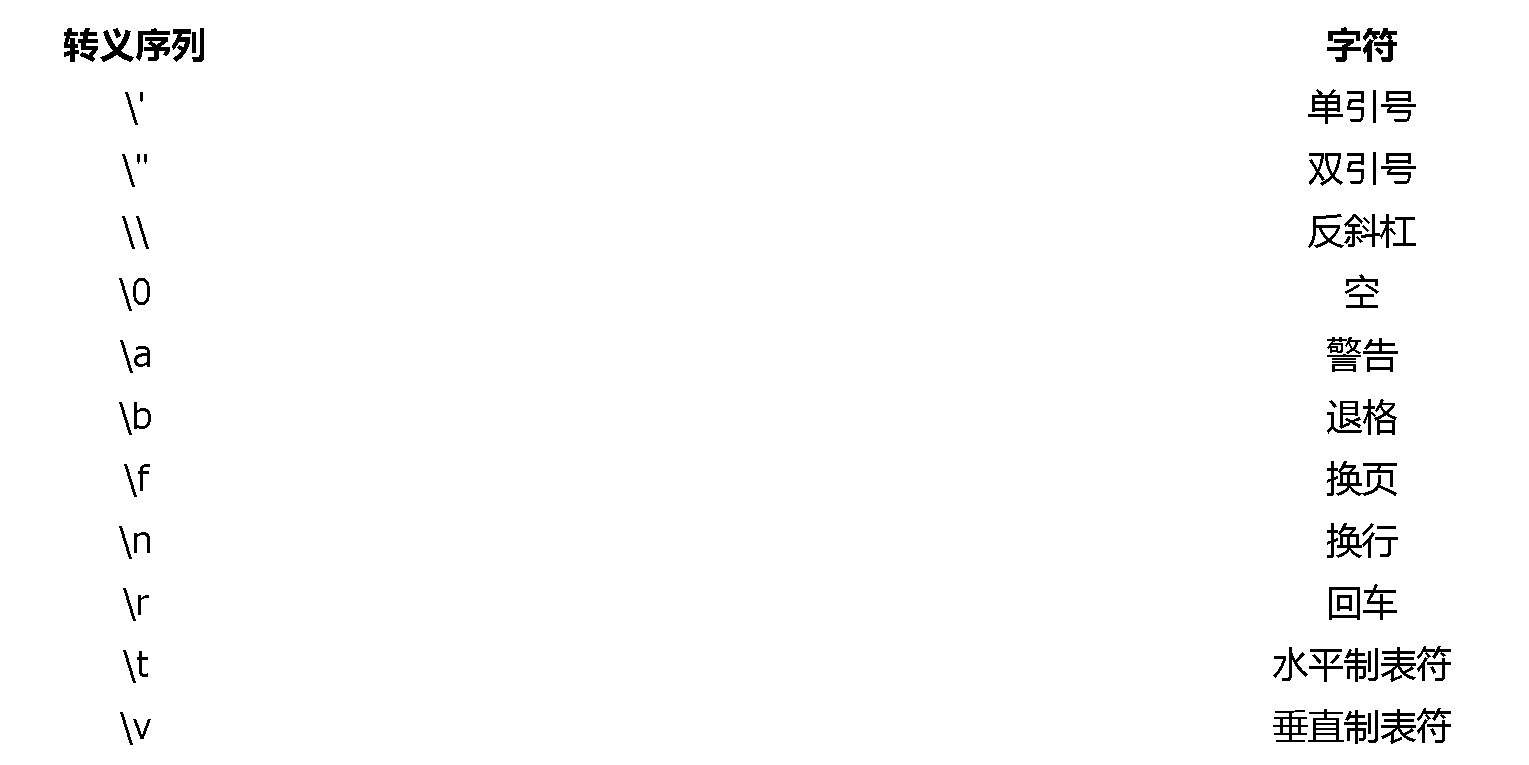 转义序列 字符
\' 单引号
\" 双引号
\\ 反斜杠
\0 空
\a 警告
\b 退格
\f 换页
\n 换行
\r 回车
\t 水平制表符
\v 垂直制表符